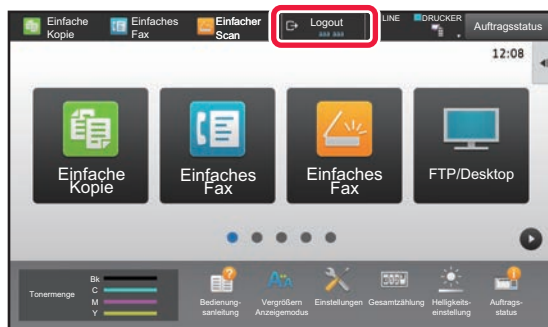 Einfache
Kopie
Einfaches
Fax
Einfacher
Scan
Logout
LINE
DRUCKER
Auftragsstatus
12:08
Einfache
Kopie
Einfaches
Fax
Einfaches
Fax
FTP/Desktop
Tonermenge
Bk
C
M
Y
Bedienung-
sanleitung
Vergrößern
Anzeigemodus
Einstellungen
Gesamtzählung
Helligkeits-
einstellung
Auftrags-
status